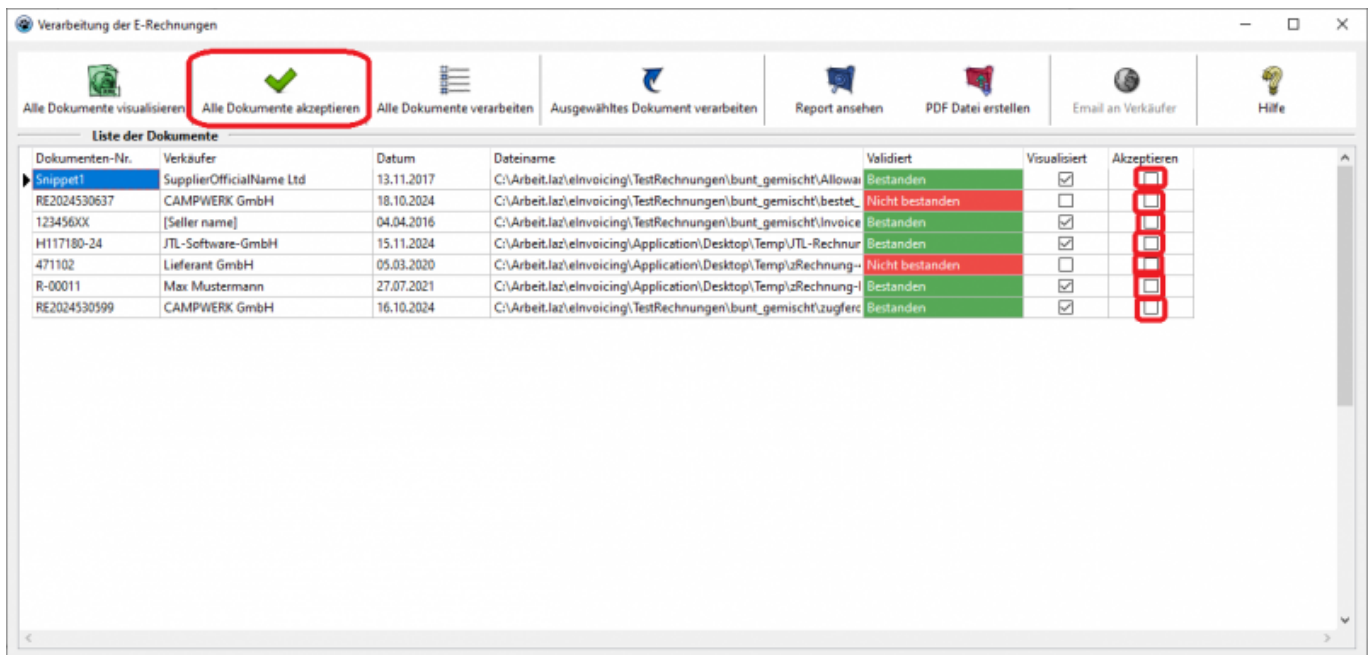 Verarbeitung der E-Rechnungen
Alle Dokumente visualisieren Alle Dokumente akzeptieren Alle Dokumente verarbeiten Ausgewähltes Dokument verarbeiten Report ansehen PDF Datei erstellen Email an Verkäufer Hilfe
Liste der Dokumente
Dokumenten-Nr. Verkäufer Datum Dateiname Validiert Visualisiert Akzeptieren
Snippet1 SupplierOfficialName Ltd 13.11.2017 C:\Arbeit.laz\eInvoicing\TestRechnungen\bunt_gemischt\Allowa Bestanden
RE2024530637 CAMPWERK GmbH 18.10.2024 C:\Arbeit.laz\eInvoicing\TestRechnungen\bunt_gemischt\bestet_ Nicht bestanden
123456XX [Seller name] 04.04.2016 C:\Arbeit.laz\eInvoicing\TestRechnungen\bunt_gemischt\Invoice Bestanden
H117180-24 JTL-Software-GmbH 15.11.2024 C:\Arbeit.laz\eInvoicing\Application\Desktop\Temp\JTL-Rechnur Bestanden
471102 Lieferant GmbH 05.03.2020 C:\Arbeit.laz\eInvoicing\Application\Desktop\Temp\zRechnung-- Nicht bestanden
R-00011 Max Mustermann 27.07.2021 C:\Arbeit.laz\eInvoicing\Application\Desktop\Temp\zRechnung-l Bestanden
RE2024530599 CAMPWERK GmbH 16.10.2024 C:\Arbeit.laz\eInvoicing\TestRechnungen\bunt_gemischt\zugferc Bestanden